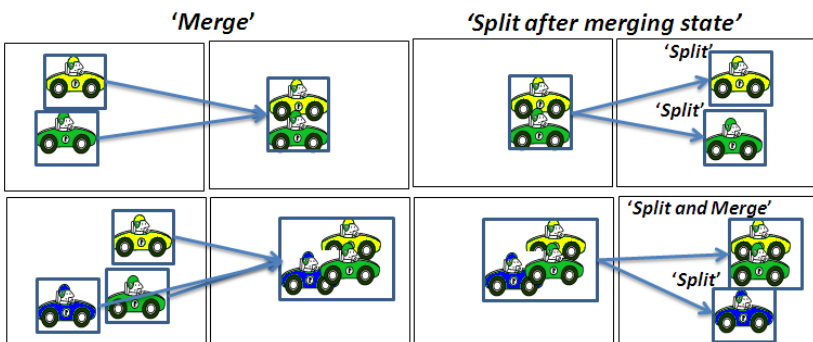 ‘Merge’
‘Split after merging state’
‘Split’
‘Split’
‘Split and Merge’
‘Split’